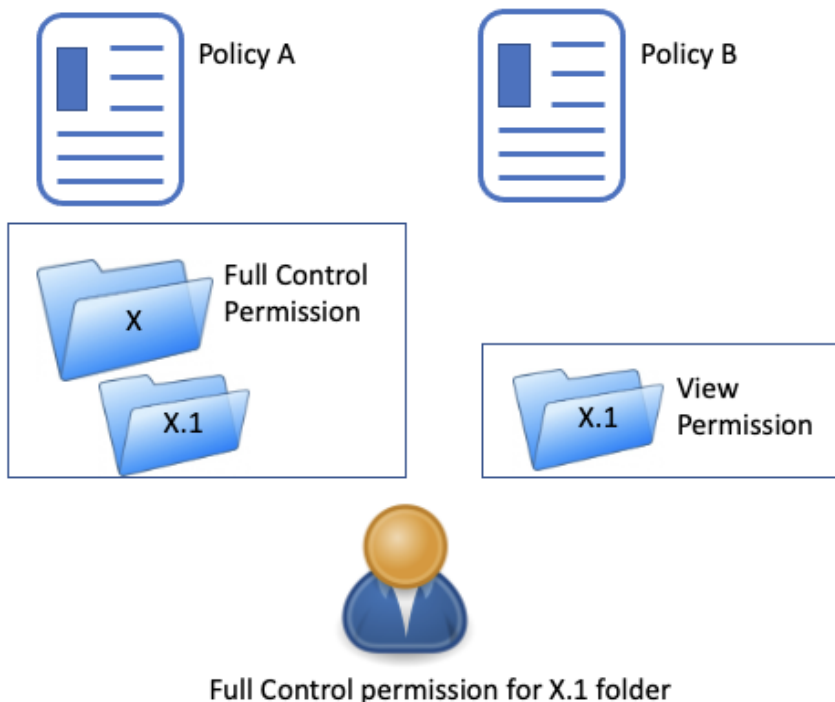 Policy A
Policy B
X
Full Control
Permission
X.1
X.1
View
Permission
Full Control permission for X.1 folder